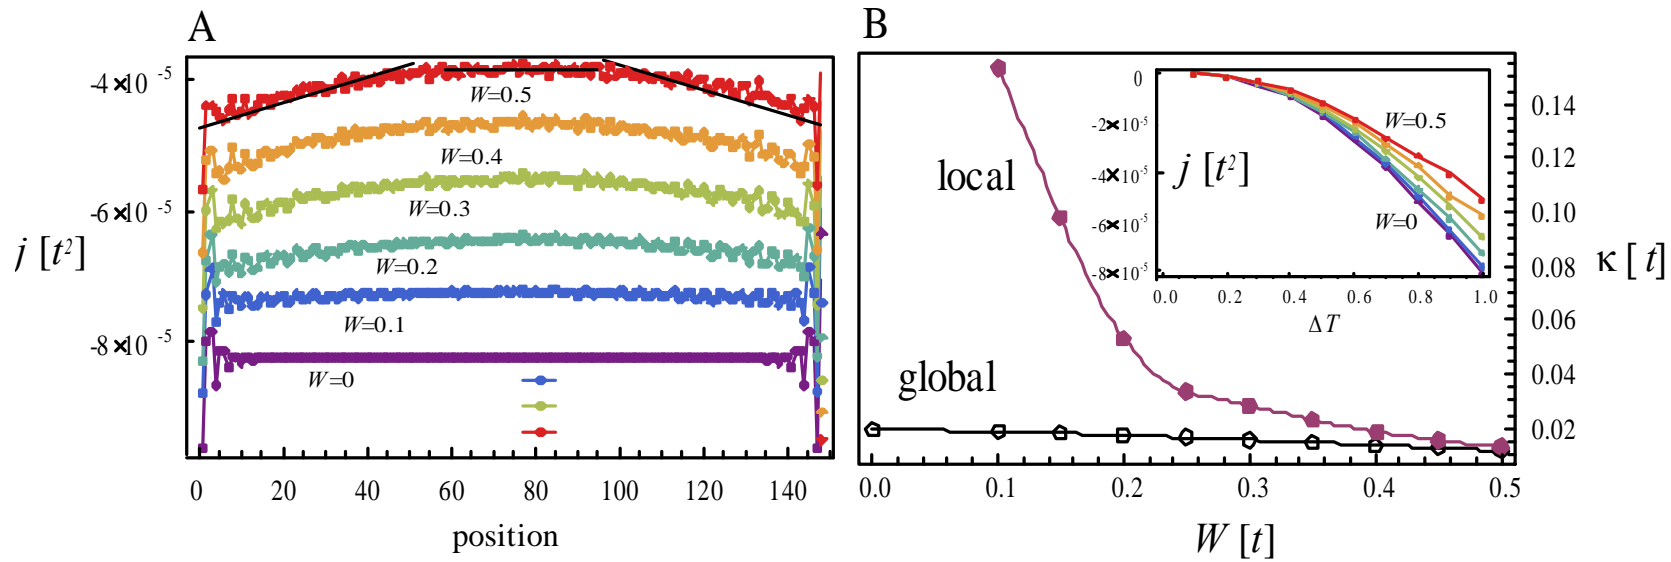 A
-4×10⁻⁵
-6×10⁻⁵
-8×10⁻⁵
j [t²]
W=0.5
W=0.4
W=0.3
W=0.2
W=0.1
W=0
0 20 40 60 80 100 120 140
position
B
local
global
0.14
0.12
0.10
0.08
0.06
0.04
0.02
κ [t]
0.0 0.1 0.2 0.3 0.4 0.5
W [t]
0
-2×10⁻⁵
-4×10⁻⁵
-6×10⁻⁵
-8×10⁻⁵
j [t²]
W=0.5
W=0
0.0 0.2 0.4 0.6 0.8 1.0
ΔT